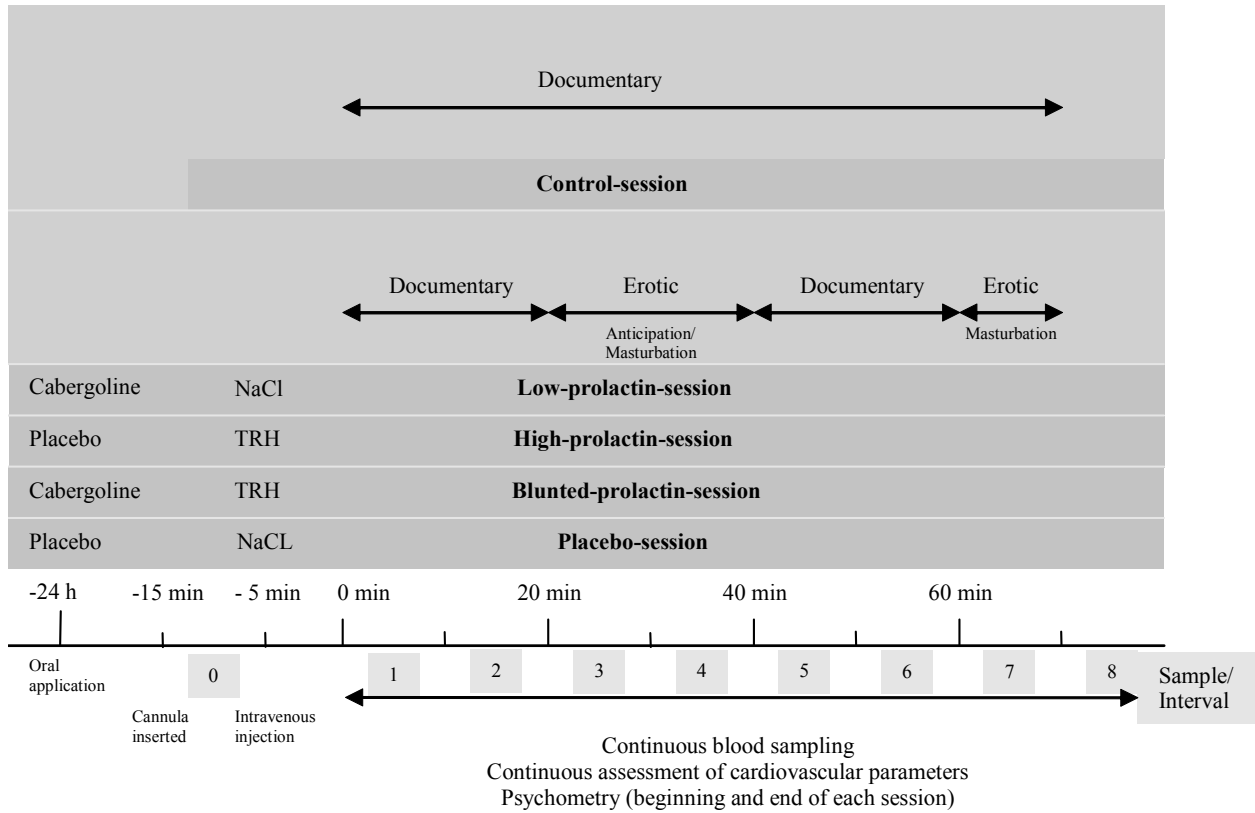 Documentary
Control-session
Documentary Erotic Documentary Erotic
Anticipation/ Masturbation
Masturbation
Cabergoline NaCl Low-prolactin-session
Placebo TRH High-prolactin-session
Cabergoline TRH Blunted-prolactin-session
Placebo NaCL Placebo-session
-24 h -15 min - 5 min 0 min 20 min 40 min 60 min
Oral
application
0 1 2 3 4 5 6 7 8 Sample/
Interval
Cannula
inserted
Intravenous
injection
Continuous blood sampling
Continuous assessment of cardiovascular parameters
Psychometry (beginning and end of each session)